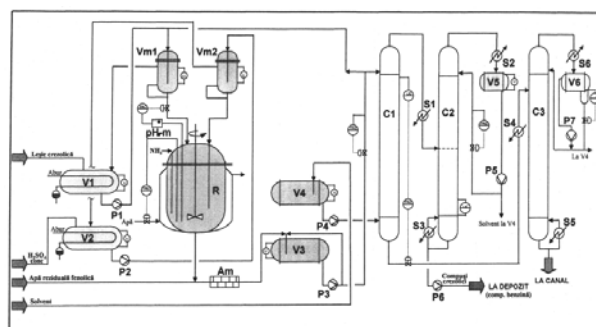 Vm1
Vm2
S2
S6
V5
V6
C1
S1
C2
S4
C3
P7
La V4
pH-m
NH₃
Leşie crezolică
Abur
V1
P1
R
V4
P4
P5
Solvent la V4
Apă
Abur
V2
S3
S5
H₂SO₄
P2
V3
Apă reziduală fenolică
Am
P3
P6
Compuşi
LA DEPOZIT
(comp. benzină)
LA CANAL
Solvent